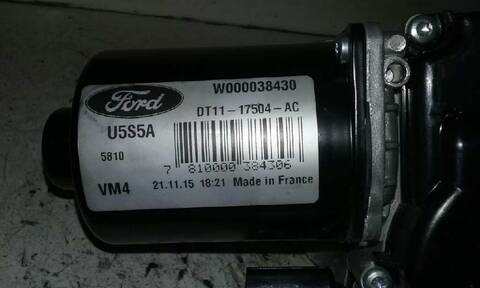 W000038430
Ford
DT11-17504-AC
U5S5A
5810
7 810000 384306
VM4 21.11.15 18:21 Made in France